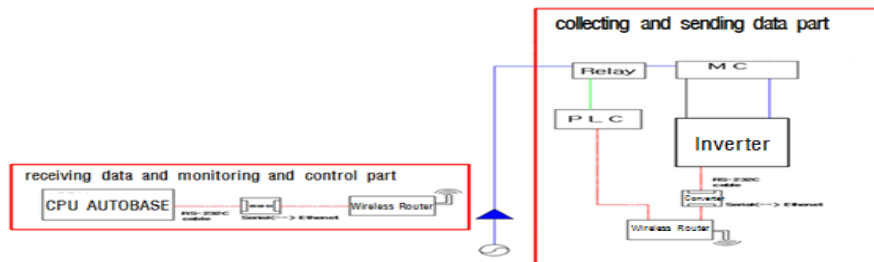 collecting and sending data part
Relay
M C
P L C
Inverter
RS-232C
cable
Converter
Serial<---> Ethernet
Wireless Router
receiving data and monitoring and control part
CPU AUTOBASE
RS-232C
cable
Serial<---> Ethernet
Wireless Router